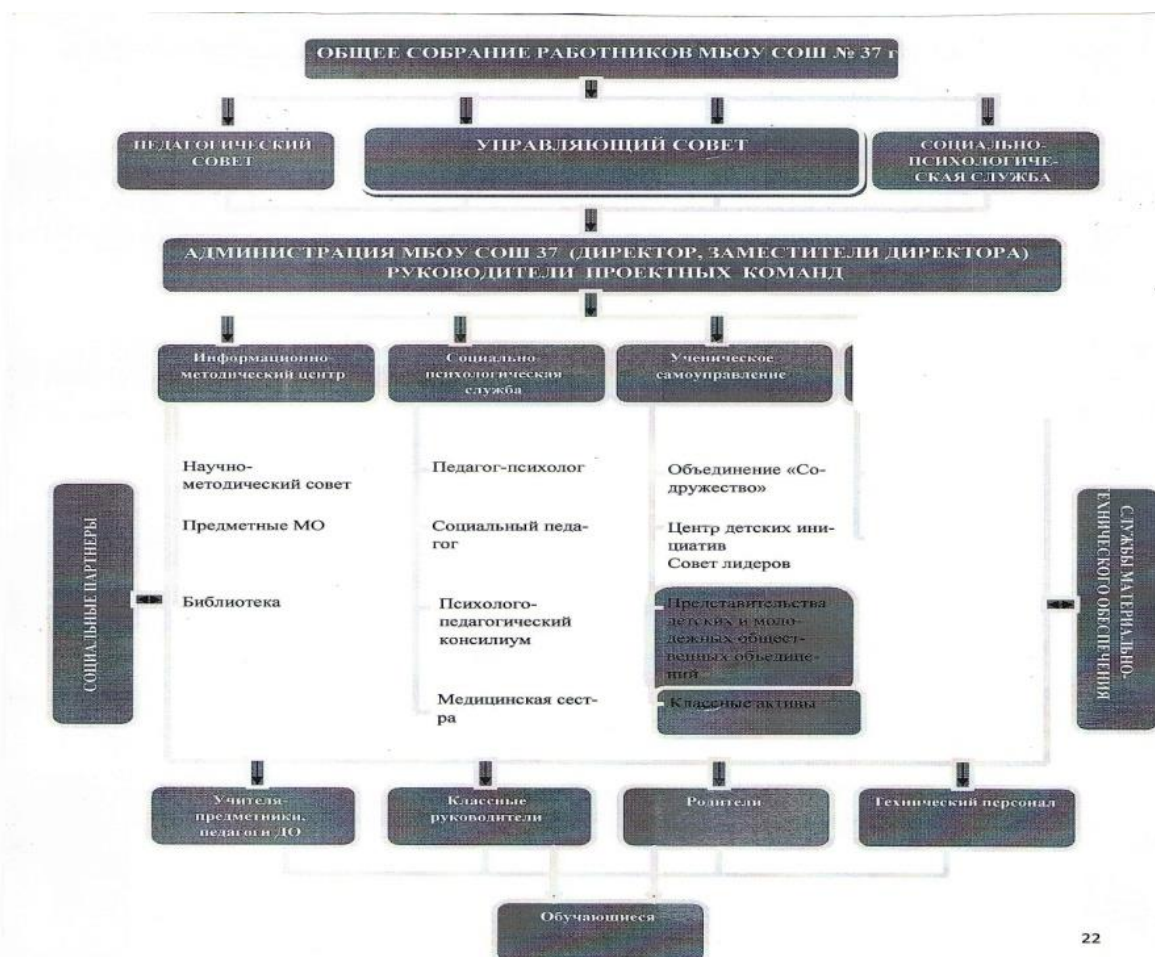 ОБЩЕЕ СОБРАНИЕ РАБОТНИКОВ МБОУ СОШ № 37 г
ПЕДАГОГИЧЕСКИЙ
СОВЕТ
УПРАВЛЯЮЩИЙ СОВЕТ
СОЦИАЛЬНО-
ПСИХОЛОГИЧЕ-
СКАЯ СЛУЖБА
АДМИНИСТРАЦИЯ МБОУ СОШ 37 (ДИРЕКТОР, ЗАМЕСТИТЕЛИ ДИРЕКТОРА)
РУКОВОДИТЕЛИ ПРОЕКТНЫХ КОМАНД
Информационно-
методический центр
Социально-
психологическая
служба
Ученическое
самоуправление
Научно-
методический совет
Предметные МО
Библиотека
Педагог-психолог
Социальный педа-
гог
Психолого-
педагогический
консилиум
Медицинская сест-
ра
Объединение «Со-
дружество»
Центр детских ини-
циатив
Совет лидеров
Представительства
детских и моло-
дежных общест-
венных объедине-
ний
Классные активы
СОЦИАЛЬНЫЕ ПАРТНЕРЫ
СЛУЖБЫ МАТЕРИАЛЬНО-
ТЕХНИЧЕСКОГО ОБЕСПЕЧЕНИЯ
Учителя-
предметники,
педагоги ДО
Классные
руководители
Родители
Технический персонал
Обучающиеся
22